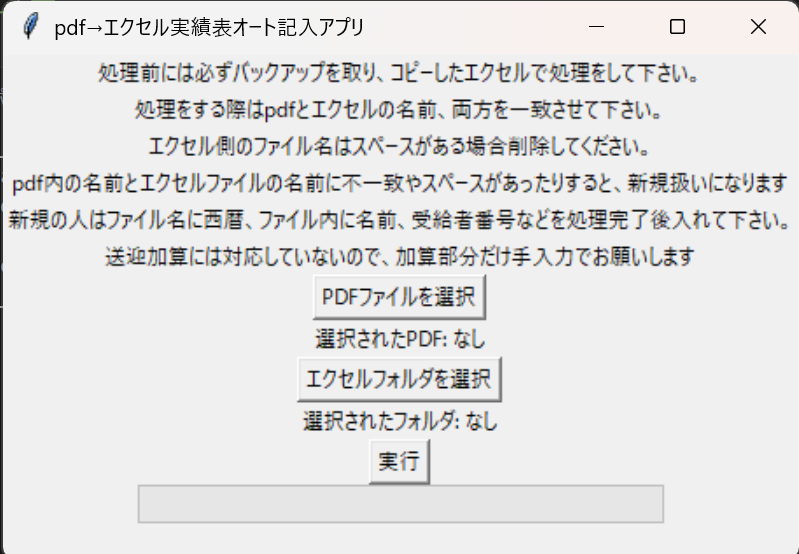 pdf→エクセル実績表オート記入アプリ
処理前には必ずバックアップを取り、コピーしたエクセルで処理をして下さい。
処理をする際はpdfとエクセルの名前、両方を一致させて下さい。
エクセル側のファイル名はスペースがある場合削除してください。
pdf内の名前とエクセルファイルの名前に不一致やスペースがあったりすると、新規扱いになります
新規の人はファイル名に西暦、ファイル内に名前、受給者番号などを処理完了後入れて下さい。
送迎加算には対応していないので、加算部分だけ手入力でお願いします
PDFファイルを選択
選択されたPDF: なし
エクセルフォルダを選択
選択されたフォルダ: なし
実行